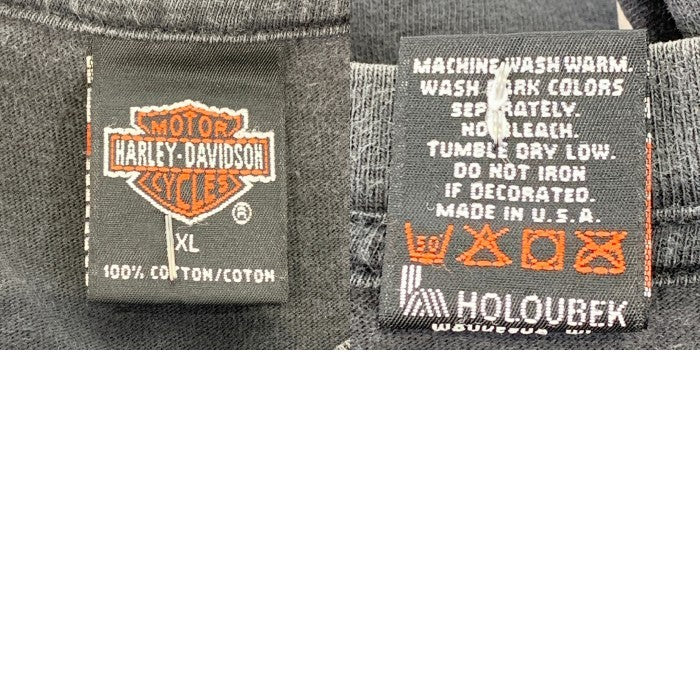 MOTOR
HARLEY-DAVIDSON
CYCLES
®
XL
100% COTTON/COTON
MACHINE WASH WARM.
WASH DARK COLORS
SEPARATELY.
NO BLEACH.
TUMBLE DRY LOW.
DO NOT IRON
IF DECORATED.
MADE IN U.S.A.
50
HOLOUBEK